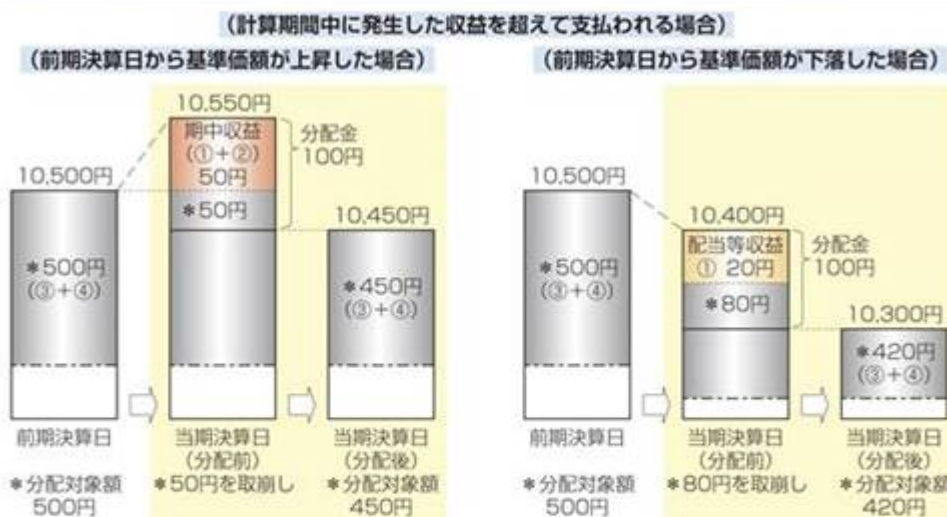 (計算期間中に発生した収益を超えて支払われる場合)
(前期決算日から基準価額が上昇した場合)
10,550円
期中収益
(①+②)
50円
分配金
100円
10,500円
*50円
10,450円
*500円
(③+④)
*450円
(③+④)
前期決算日
当期決算日
(分配前)
当期決算日
(分配後)
*分配対象額
500円
*50円を取崩し
*分配対象額
450円
(前期決算日から基準価額が下落した場合)
10,500円
10,400円
配当等収益
① 20円
分配金
100円
*500円
(③+④)
*80円
10,300円
*420円
(③+④)
前期決算日
当期決算日
(分配前)
当期決算日
(分配後)
*分配対象額
500円
*80円を取崩し
*分配対象額
420円